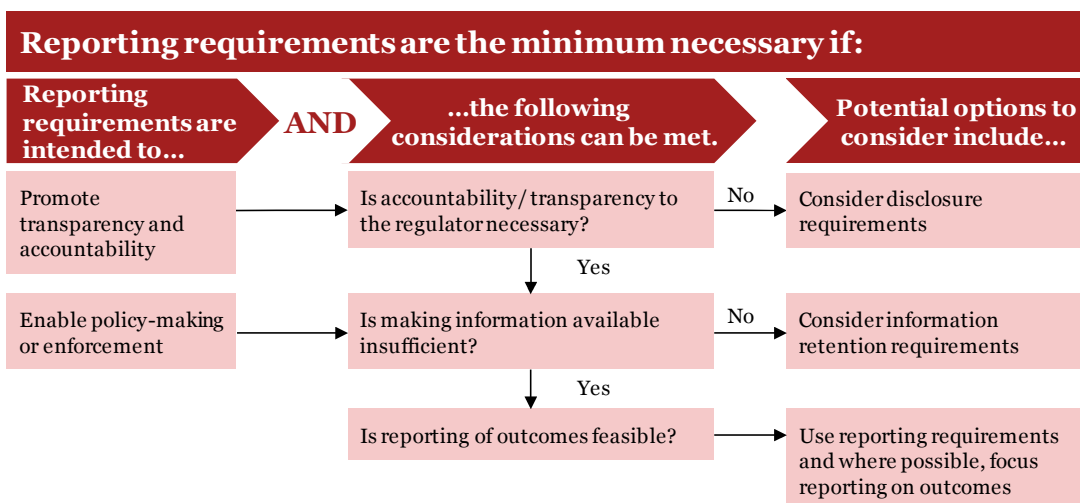 Reporting requirements are the minimum necessary if:
Reporting
requirements are
intended to...
AND
...the following
considerations can be met.
Potential options to
consider include...
Promote
transparency and
accountability
Is accountability/transparency to
the regulator necessary?
No
Consider disclosure
requirements
Yes
Enable policy-making
or enforcement
Is making information available
insufficient?
No
Consider information
retention requirements
Yes
Is reporting of outcomes feasible?
Use reporting requirements
and where possible, focus
reporting on outcomes